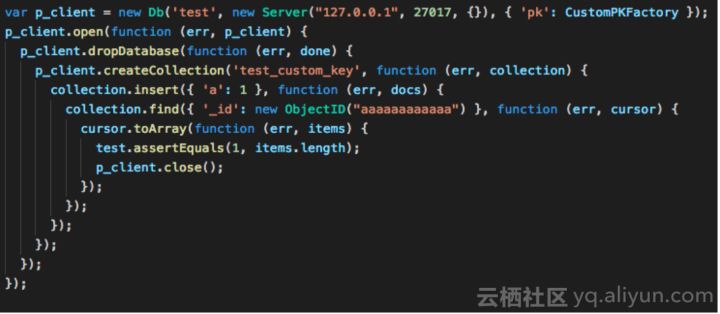 var p_client = new Db('test', new Server("127.0.0.1", 27017, {}), { 'pk': CustomPKFactory });
p_client.open(function (err, p_client) {
  p_client.dropDatabase(function (err, done) {
    p_client.createCollection('test_custom_key', function (err, collection) {
      collection.insert({ 'a': 1 }, function (err, docs) {
        collection.find({ '_id': new ObjectID("aaaaaaaaaaaa") }, function (err, cursor) {
          cursor.toArray(function (err, items) {
            test.assertEquals(1, items.length);
            p_client.close();
          });
        });
      });
    });
  });
});
云栖社区 yq.aliyun.com